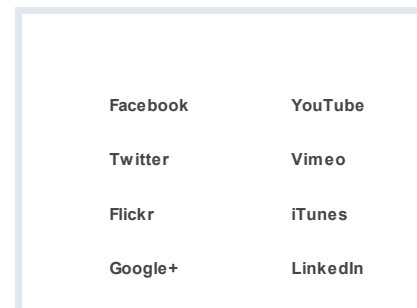 Facebook YouTube
Twitter Vimeo
Flickr iTunes
Google+ LinkedIn